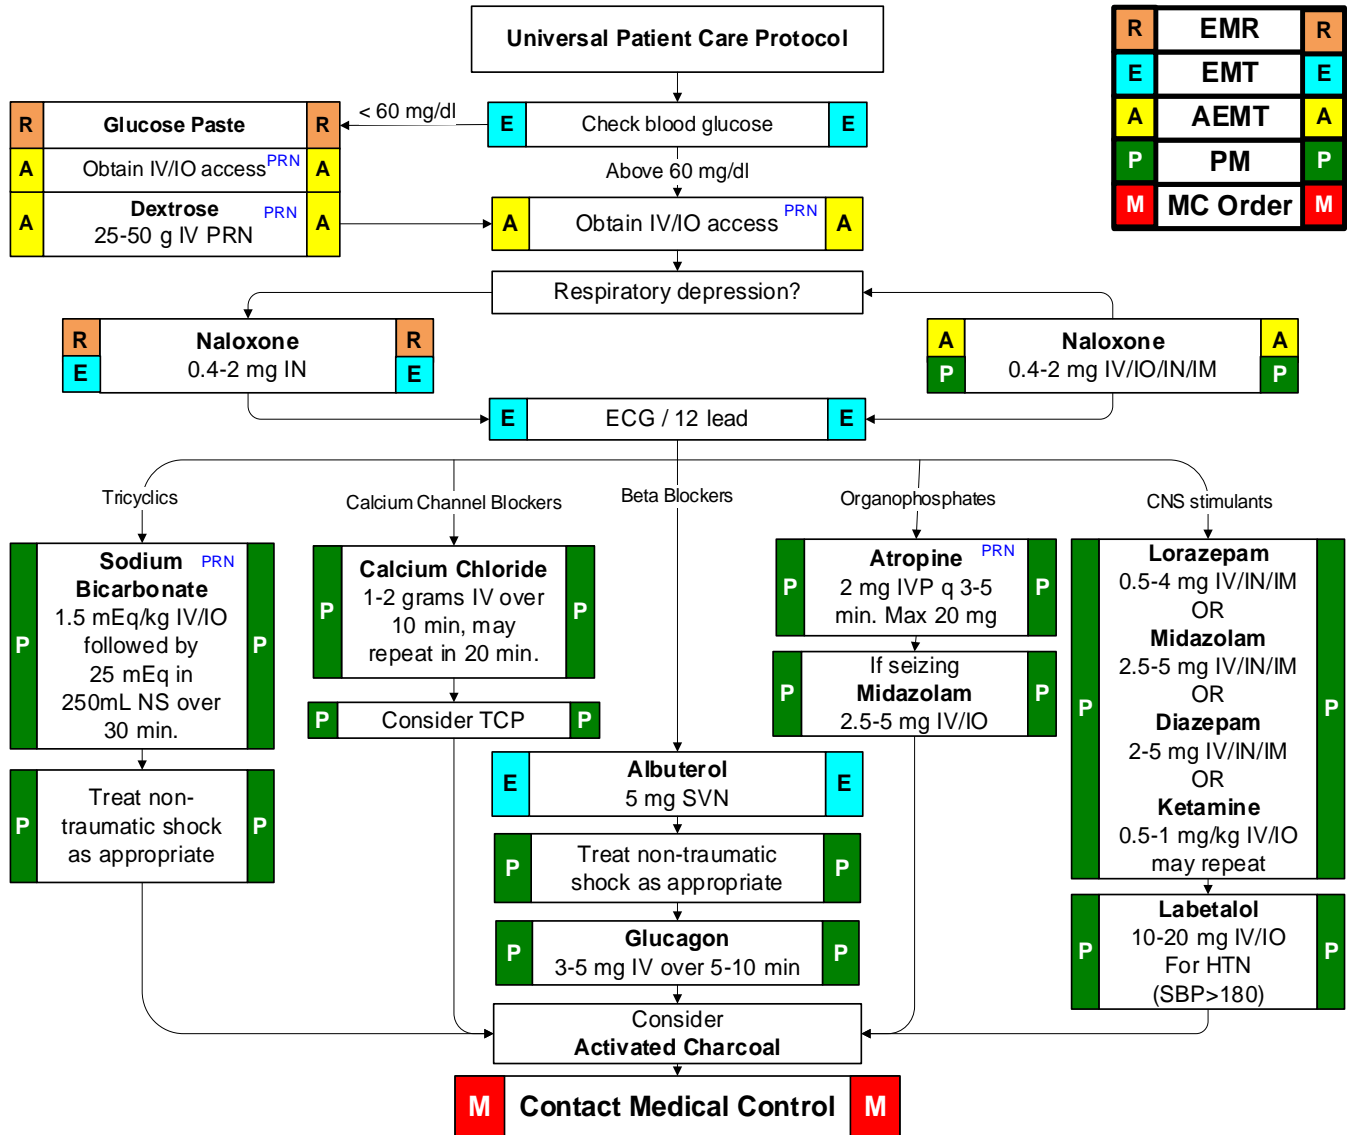 Universal Patient Care Protocol
R EMR R
E EMT E
A AEMT A
P PM P
M MC Order M
E Check blood glucose E
< 60 mg/dl
R Glucose Paste R
A Obtain IV/IO access PRN A
A Dextrose PRN A
25-50 g IV PRN
Above 60 mg/dl
A Obtain IV/IO access PRN A
Respiratory depression?
R Naloxone R
E 0.4-2 mg IN E
A Naloxone A
P 0.4-2 mg IV/IO/IN/IM P
E ECG / 12 lead E
Tricyclics
P Sodium PRN P
Bicarbonate
1.5 mEq/kg IV/IO
followed by
25 mEq in
250mL NS over
30 min.
P Treat non- P
traumatic shock
as appropriate
Calcium Channel Blockers
P Calcium Chloride P
1-2 grams IV over
10 min, may
repeat in 20 min.
P Consider TCP P
Beta Blockers
E Albuterol E
5 mg SVN
P Treat non-traumatic P
shock as appropriate
P Glucagon P
3-5 mg IV over 5-10 min
Organophosphates
P Atropine PRN P
2 mg IVP q 3-5
min. Max 20 mg
P If seizing P
Midazolam
2.5-5 mg IV/IO
CNS stimulants
P Lorazepam P
0.5-4 mg IV/IN/IM
OR
Midazolam
2.5-5 mg IV/IN/IM
OR
Diazepam
2-5 mg IV/IN/IM
OR
Ketamine
0.5-1 mg/kg IV/IO
may repeat
P Labetalol P
10-20 mg IV/IO
For HTN
(SBP>180)
Consider
Activated Charcoal
M Contact Medical Control M